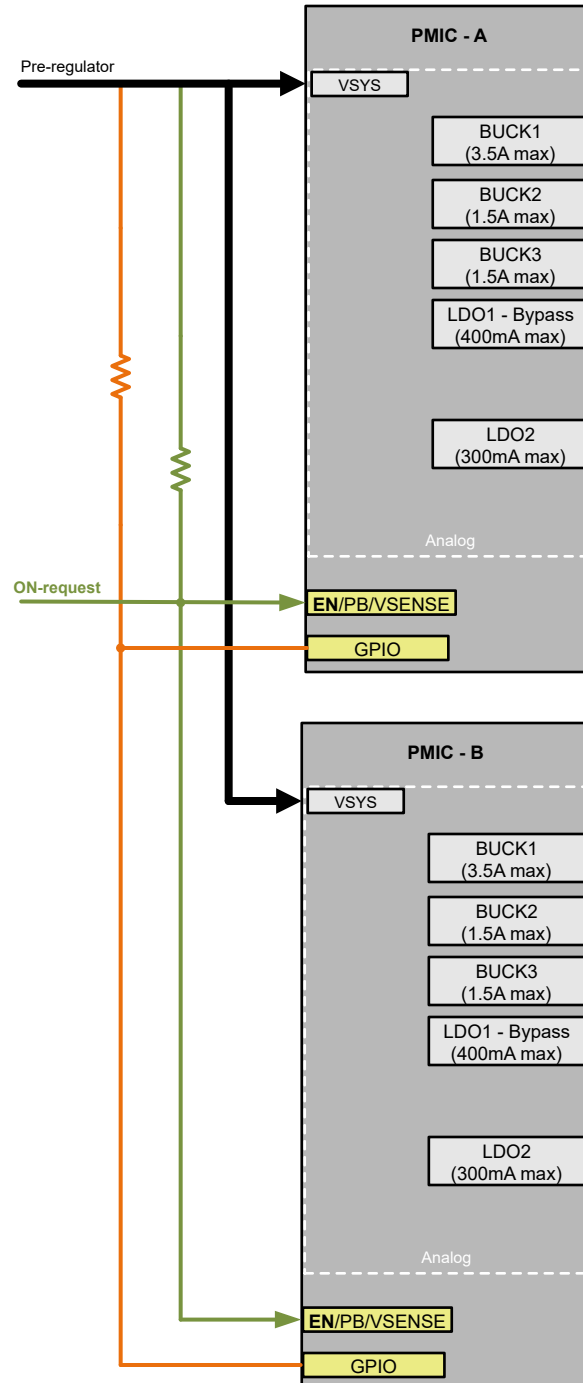 PMIC - A
Pre-regulator
VSYS
BUCK1
(3.5A max)
BUCK2
(1.5A max)
BUCK3
(1.5A max)
LDO1 - Bypass
(400mA max)
LDO2
(300mA max)
Analog
ON-request
EN/PB/VSENSE
GPIO
PMIC - B
VSYS
BUCK1
(3.5A max)
BUCK2
(1.5A max)
BUCK3
(1.5A max)
LDO1 - Bypass
(400mA max)
LDO2
(300mA max)
Analog
EN/PB/VSENSE
GPIO